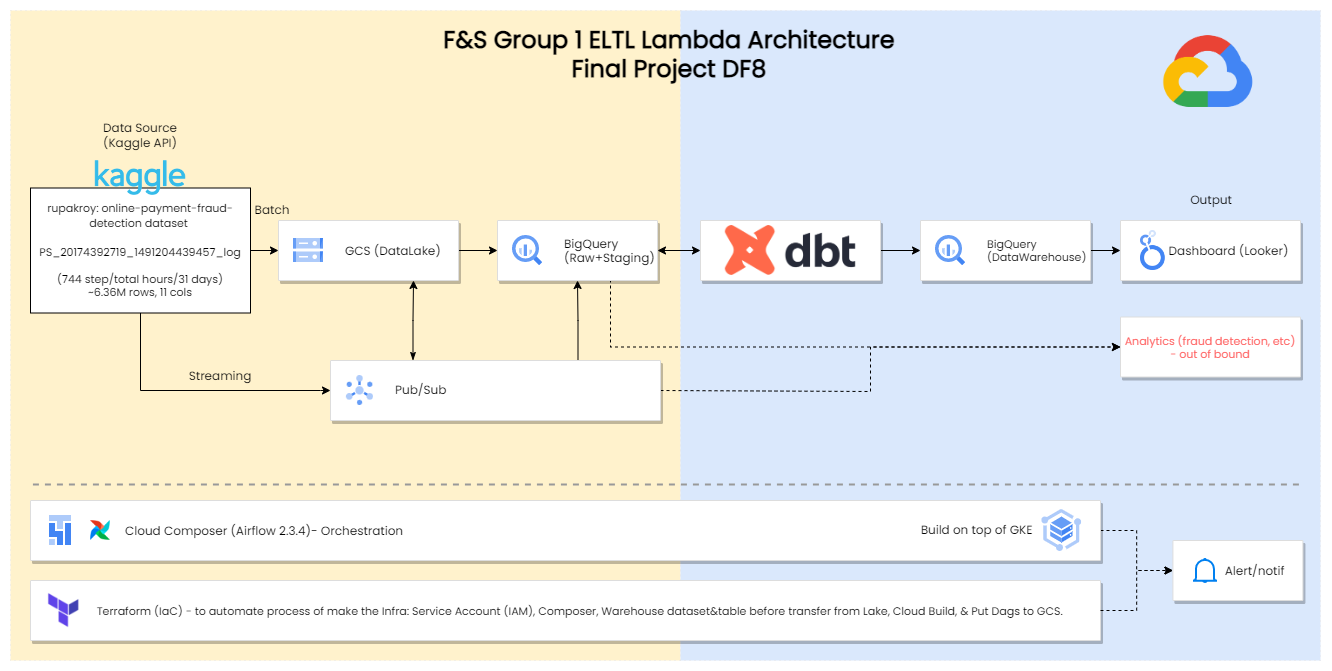 F&S Group 1 ELTL Lambda Architecture
Final Project DF8
Data Source
(Kaggle API)
kaggle
rupakroy: online-payment-fraud-
detection dataset
PS_20174392719_1491204439457_log
(744 step/total hours/31 days)
~6.36M rows, 11 cols
Batch
GCS (DataLake)
BigQuery
(Raw+Staging)
dbt
BigQuery
(DataWarehouse)
Output
Dashboard (Looker)
Analytics (fraud detection, etc)
- out of bound
Streaming
Pub/Sub
Cloud Composer (Airflow 2.3.4)- Orchestration
Build on top of GKE
Alert/notif
Terraform (IaC) - to automate process of make the Infra: Service Account (IAM), Composer, Warehouse dataset&table before transfer from Lake, Cloud Build, & Put Dags to GCS.